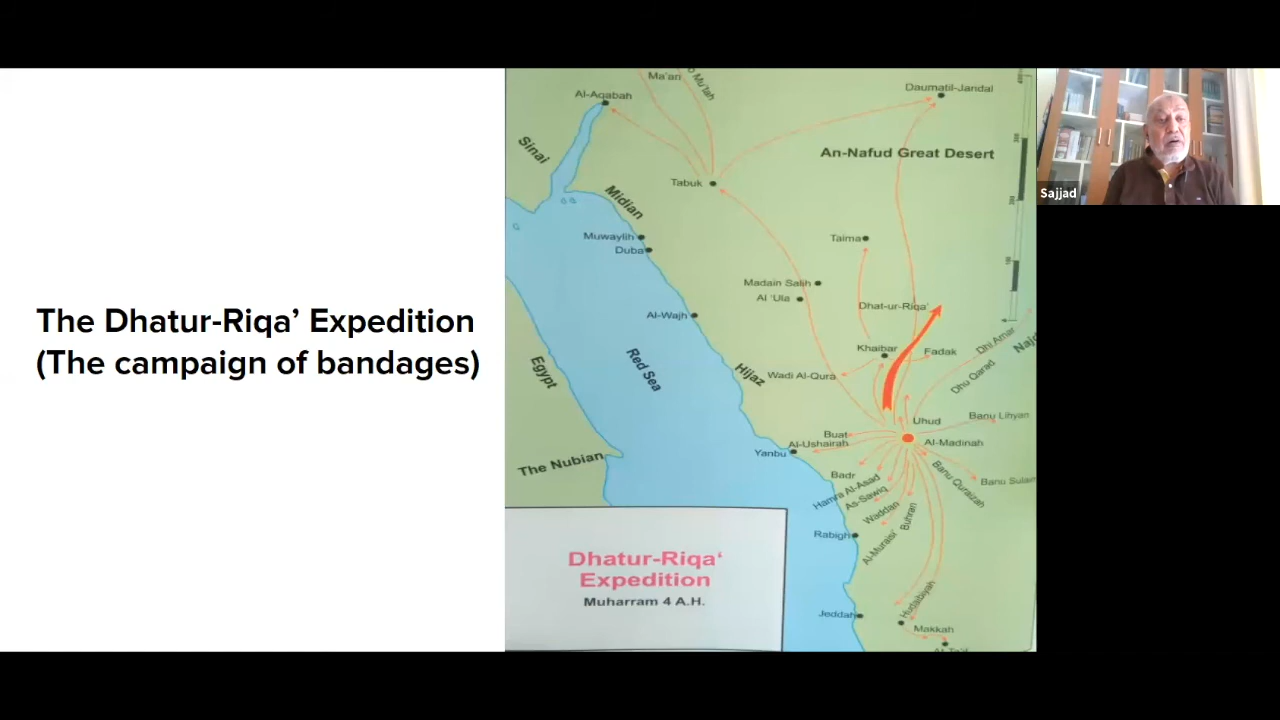 The Dhatur-Riqa’ Expedition
(The campaign of bandages)
Ma'an
Mu'tah
Al-Aqabah
Daumatil-Jandal
Sinai
An-Nafud Great Desert
Tabuk
Midian
Muwaylih
Duba
Taima
Madain Salih
Al 'Ula
Dhat-ur-Riqa'
Al-Wajh
Khaibar
Fadak
Dhi Amar
Dhu Qarad
Wadi Al-Qura
Hijaz
Red Sea
Egypt
Uhud
Banu Lihyan
Buat
Al-Ushairah
Al-Madinah
Yanbu
The Nubian
Badr
Banu Quraizah
Hamra Al-Asad
As-Sawiq
Waddan
Buhran
Rabigh
Al-Muraisi'
Hudaibiyah
Jeddah
Makkah
Dhatur-Riqa‘
Expedition
Muharram 4 A.H.
Sajjad